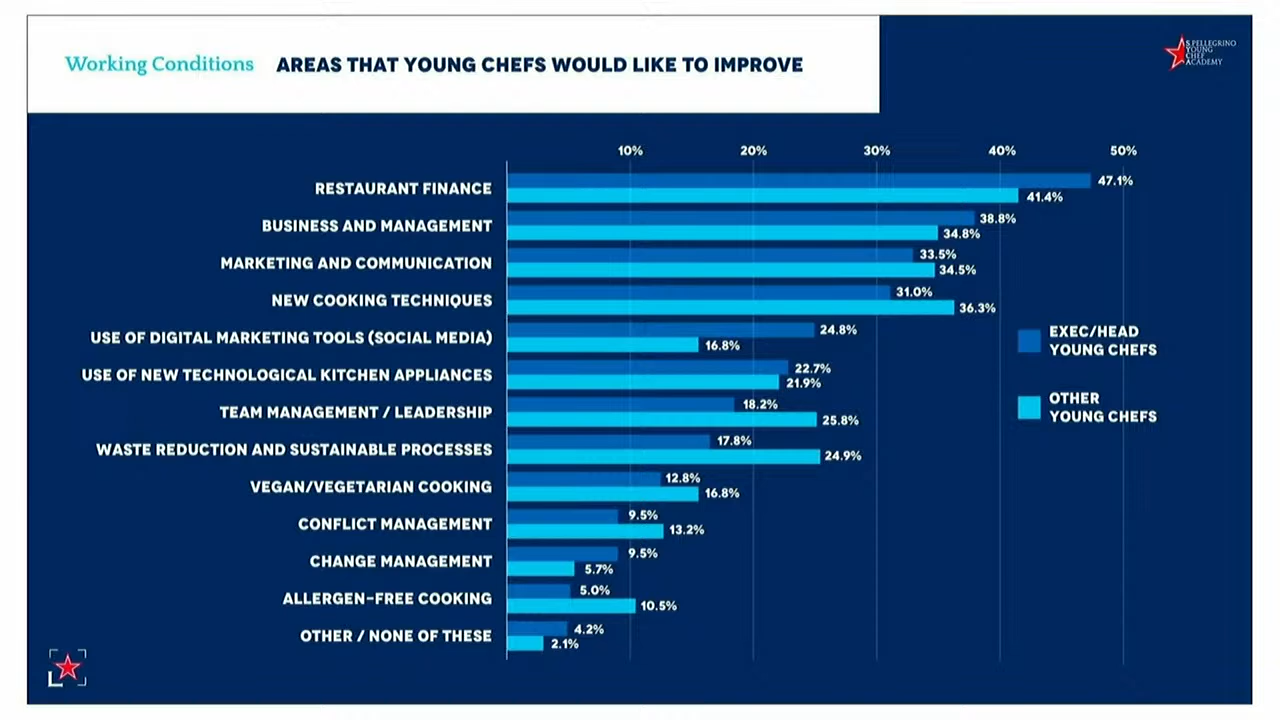 Working Conditions AREAS THAT YOUNG CHEFS WOULD LIKE TO IMPROVE
S.PELLEGRINO
YOUNG
CHEF
ACADEMY
10% 20% 30% 40% 50%
RESTAURANT FINANCE 47.1%
41.4%
BUSINESS AND MANAGEMENT 38.8%
34.8%
MARKETING AND COMMUNICATION 33.5%
34.5%
NEW COOKING TECHNIQUES 31.0%
36.3%
USE OF DIGITAL MARKETING TOOLS (SOCIAL MEDIA) 24.8%
16.8%
USE OF NEW TECHNOLOGICAL KITCHEN APPLIANCES 22.7%
21.9%
TEAM MANAGEMENT / LEADERSHIP 18.2%
25.8%
WASTE REDUCTION AND SUSTAINABLE PROCESSES 17.8%
24.9%
VEGAN/VEGETARIAN COOKING 12.8%
16.8%
CONFLICT MANAGEMENT 9.5%
13.2%
CHANGE MANAGEMENT 9.5%
5.7%
ALLERGEN-FREE COOKING 5.0%
10.5%
OTHER / NONE OF THESE 4.2%
2.1%
EXEC/HEAD
YOUNG CHEFS
OTHER
YOUNG CHEFS